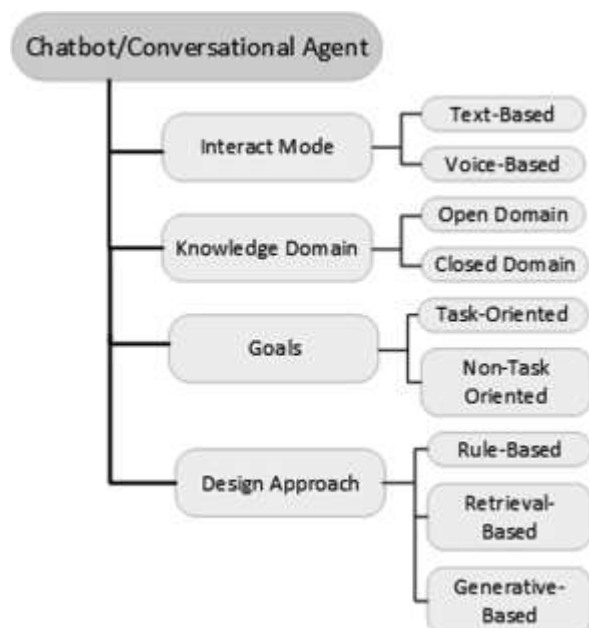 Chatbot/Conversational Agent
Interact Mode
Text-Based
Voice-Based
Knowledge Domain
Open Domain
Closed Domain
Goals
Task-Oriented
Non-Task
Oriented
Design Approach
Rule-Based
Retrieval-
Based
Generative-
Based